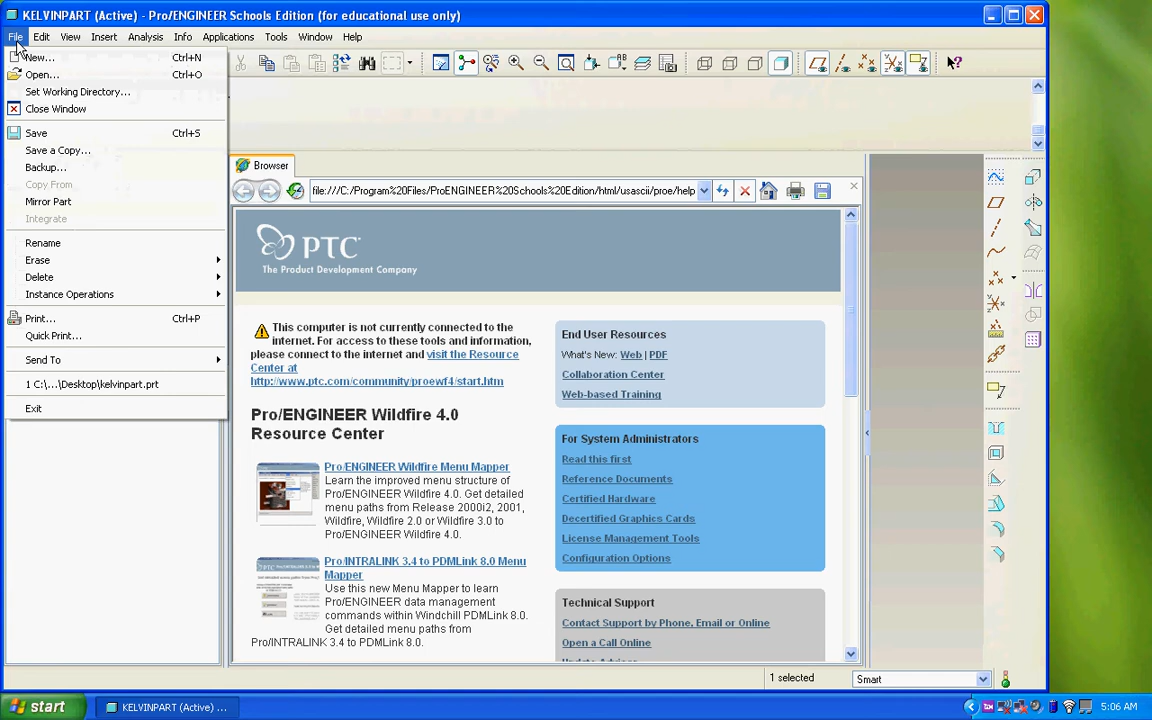 KELVINPART (Active) - Pro/ENGINEER Schools Edition (for educational use only)
File Edit View Insert Analysis Info Applications Tools Window Help
New... Ctrl+N
Open... Ctrl+O
Set Working Directory...
Close Window
Save Ctrl+S
Save a Copy...
Backup...
Copy From
Mirror Part
Integrate
Rename
Erase
Delete
Instance Operations
Print... Ctrl+P
Quick Print...
Send To
1 C:\...\Desktop\kelvinpart.prt
Exit
Browser
file:///C:/Program%20Files/ProENGINEER%20Schools%20Edition/html/usascii/proe/help
PTC
The Product Development Company
This computer is not currently connected to the
internet. For access to these tools and information,
please connect to the internet and visit the Resource
Center at
http://www.ptc.com/community/proewf4/start.htm
Pro/ENGINEER Wildfire 4.0
Resource Center
Pro/ENGINEER Wildfire Menu Mapper
Learn the improved menu structure of
Pro/ENGINEER Wildfire 4.0. Get detailed
menu paths from Release 2000i2, 2001,
Wildfire, Wildfire 2.0 or Wildfire 3.0 to
Pro/ENGINEER Wildfire 4.0.
Pro/INTRALINK 3.4 to PDMLink 8.0 Menu
Mapper
Use this new Menu Mapper to learn
Pro/ENGINEER data management
commands within Windchill PDMLink 8.0.
Get detailed menu paths from
Pro/INTRALINK 3.4 to PDMLink 8.0.
End User Resources
What's New: Web | PDF
Collaboration Center
Web-based Training
For System Administrators
Read this first
Reference Documents
Certified Hardware
Decertified Graphics Cards
License Management Tools
Configuration Options
Technical Support
Contact Support by Phone, Email or Online
Open a Call Online
1 selected
Smart
start
KELVINPART (Active) ...
5:06 AM